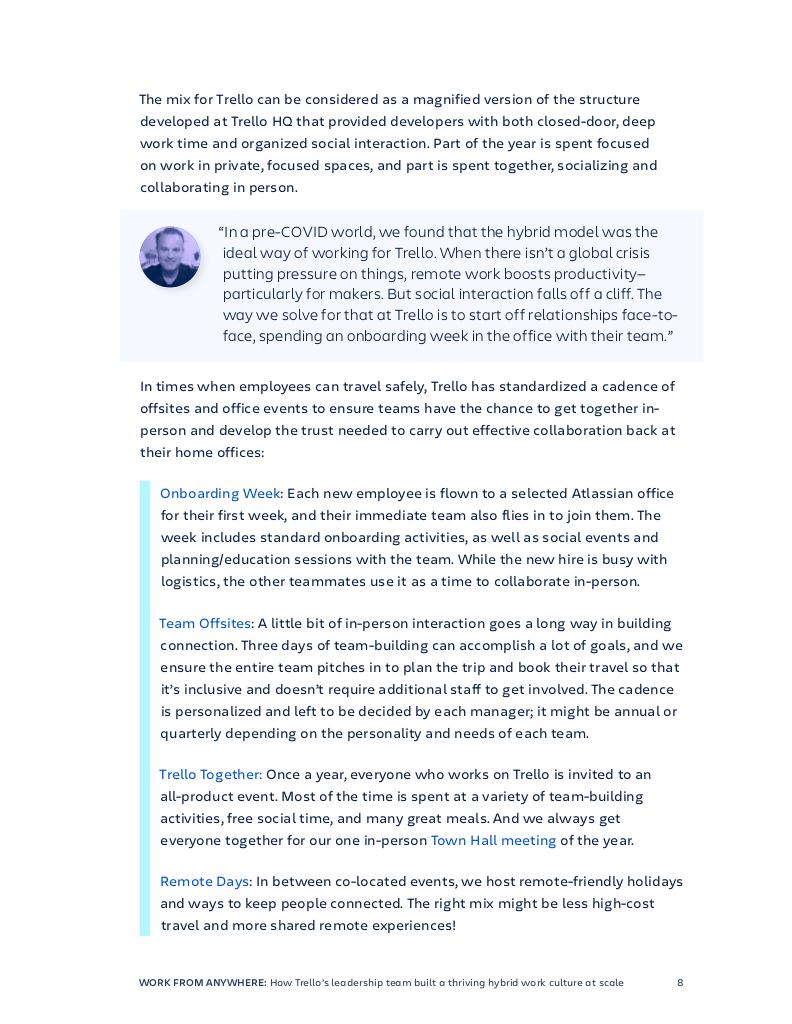 The mix for Trello can be considered as a magnified version of the structure
developed at Trello HQ that provided developers with both closed-door, deep
work time and organized social interaction. Part of the year is spent focused
on work in private, focused spaces, and part is spent together, socializing and
collaborating in person.
“In a pre-COVID world, we found that the hybrid model was the
ideal way of working for Trello. When there isn’t a global crisis
putting pressure on things, remote work boosts productivity—
particularly for makers. But social interaction falls off a cliff. The
way we solve for that at Trello is to start off relationships face-to-
face, spending an onboarding week in the office with their team.”
In times when employees can travel safely, Trello has standardized a cadence of
offsites and office events to ensure teams have the chance to get together in-
person and develop the trust needed to carry out effective collaboration back at
their home offices:
Onboarding Week: Each new employee is flown to a selected Atlassian office
for their first week, and their immediate team also flies in to join them. The
week includes standard onboarding activities, as well as social events and
planning/education sessions with the team. While the new hire is busy with
logistics, the other teammates use it as a time to collaborate in-person.
Team Offsites: A little bit of in-person interaction goes a long way in building
connection. Three days of team-building can accomplish a lot of goals, and we
ensure the entire team pitches in to plan the trip and book their travel so that
it’s inclusive and doesn’t require additional staff to get involved. The cadence
is personalized and left to be decided by each manager; it might be annual or
quarterly depending on the personality and needs of each team.
Trello Together: Once a year, everyone who works on Trello is invited to an
all-product event. Most of the time is spent at a variety of team-building
activities, free social time, and many great meals. And we always get
everyone together for our one in-person Town Hall meeting of the year.
Remote Days: In between co-located events, we host remote-friendly holidays
and ways to keep people connected. The right mix might be less high-cost
travel and more shared remote experiences!
WORK FROM ANYWHERE: How Trello’s leadership team built a thriving hybrid work culture at scale 8